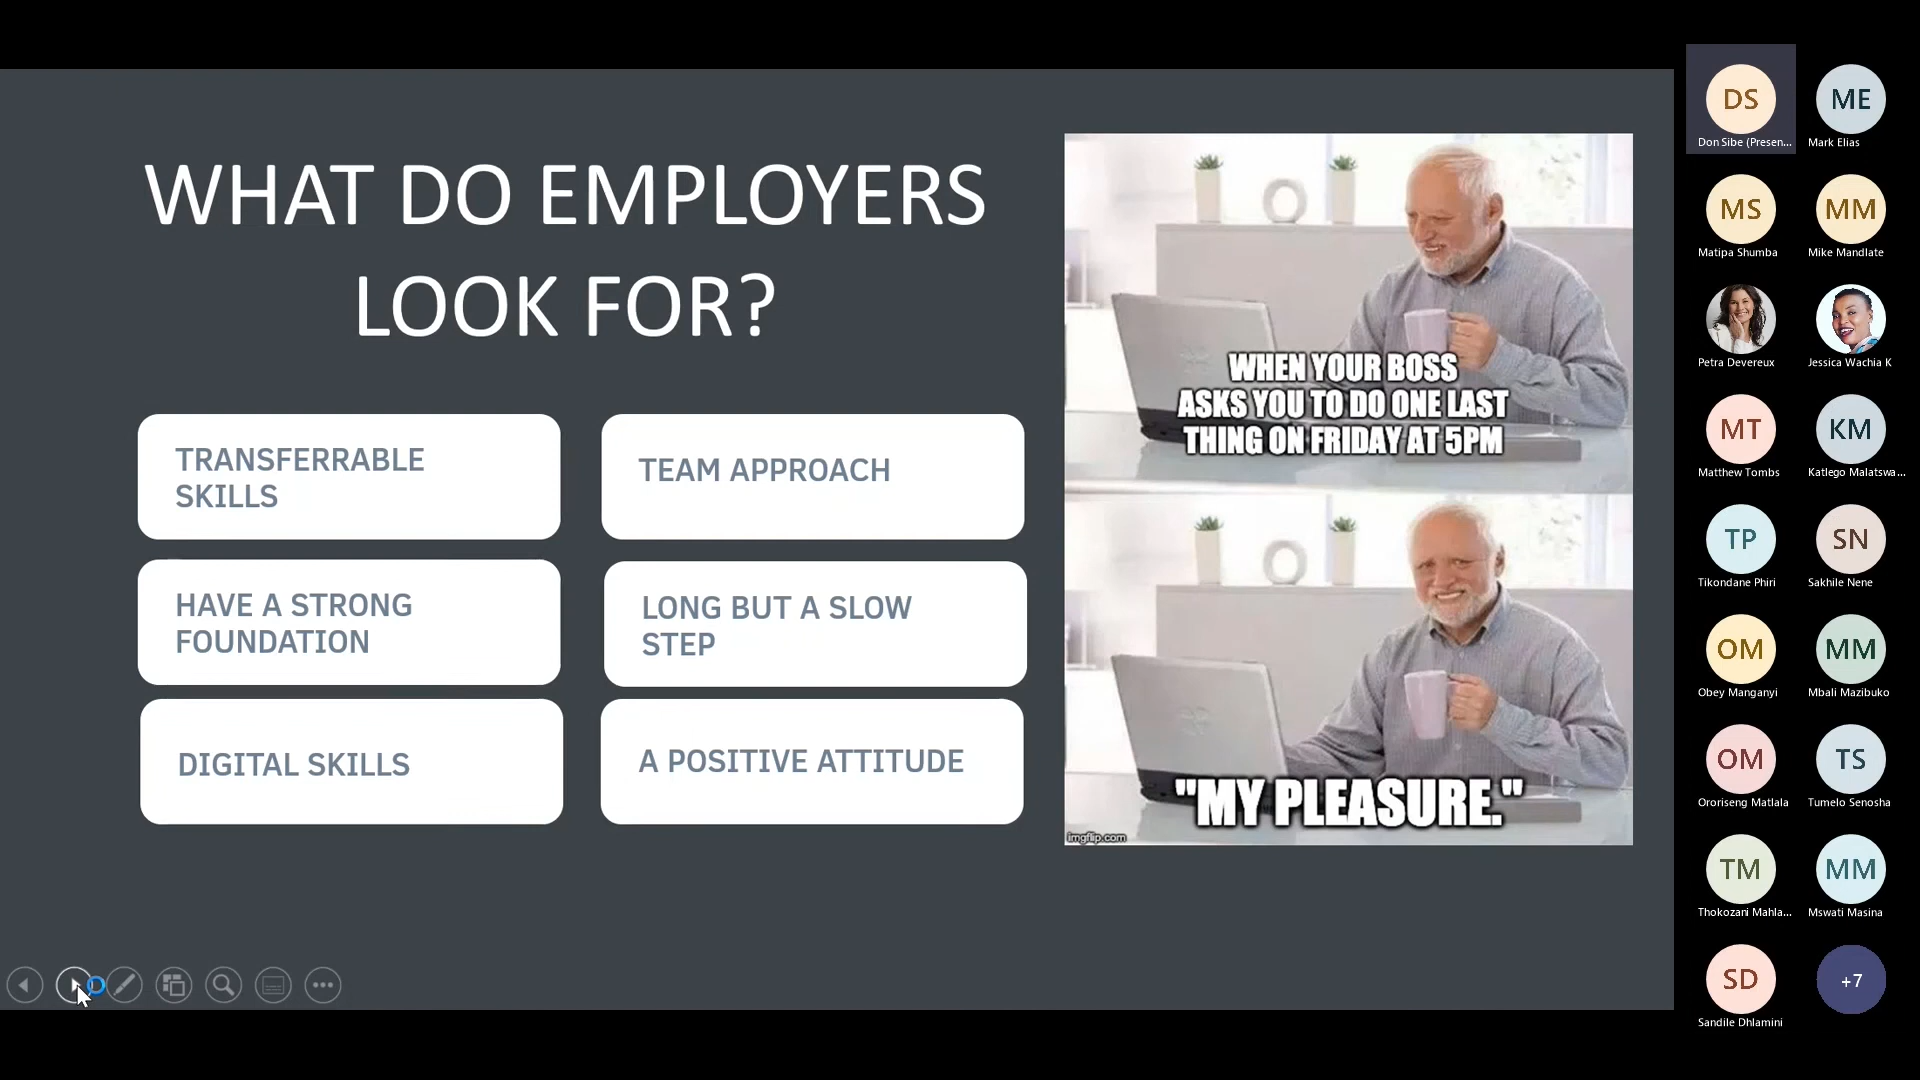 WHAT DO EMPLOYERS
LOOK FOR?
TRANSFERRABLE
SKILLS
TEAM APPROACH
HAVE A STRONG
FOUNDATION
LONG BUT A SLOW
STEP
DIGITAL SKILLS
A POSITIVE ATTITUDE
WHEN YOUR BOSS
ASKS YOU TO DO ONE LAST
THING ON FRIDAY AT 5PM
"MY PLEASURE."
imgflip.com
DS
Don Sibe (Presen...
ME
Mark Elias
MS
Matipa Shumba
MM
Mike Mandlate
Petra Devereux
Jessica Wachia K
MT
Matthew Tombs
KM
Katlego Malatswa...
TP
Tikondane Phiri
SN
Sakhile Nene
OM
Obey Manganyi
MM
Mbali Mazibuko
OM
Ororiseng Matlala
TS
Tumelo Senosha
TM
Thokozani Mahla...
MM
Mswati Masina
SD
Sandile Dhlamini
+7